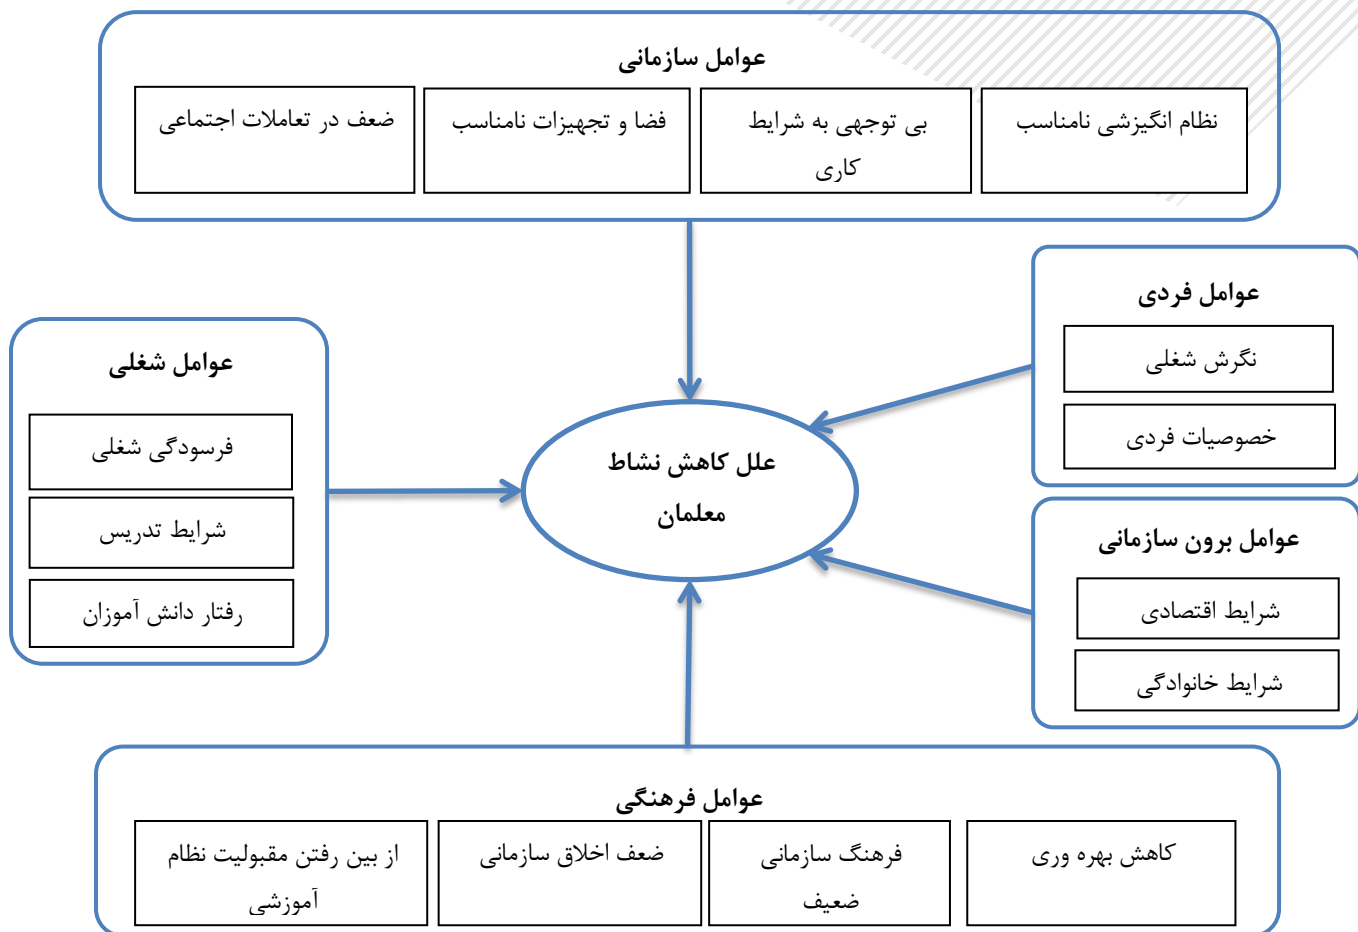 عوامل سازمانی
نظام انگیزشی نامناسب
بی توجهی به شرایط
کاری
فضا و تجهیزات نامناسب
ضعف در تعاملات اجتماعی
عوامل فردی
نگرش شغلی
خصوصیات فردی
عوامل شغلی
فرسودگی شغلی
شرایط تدریس
رفتار دانش آموزان
علل کاهش نشاط
معلمان
عوامل برون سازمانی
شرایط اقتصادی
شرایط خانوادگی
عوامل فرهنگی
کاهش بهره وری
فرهنگ سازمانی
ضعیف
ضعف اخلاق سازمانی
از بین رفتن مقبولیت نظام
آموزشی